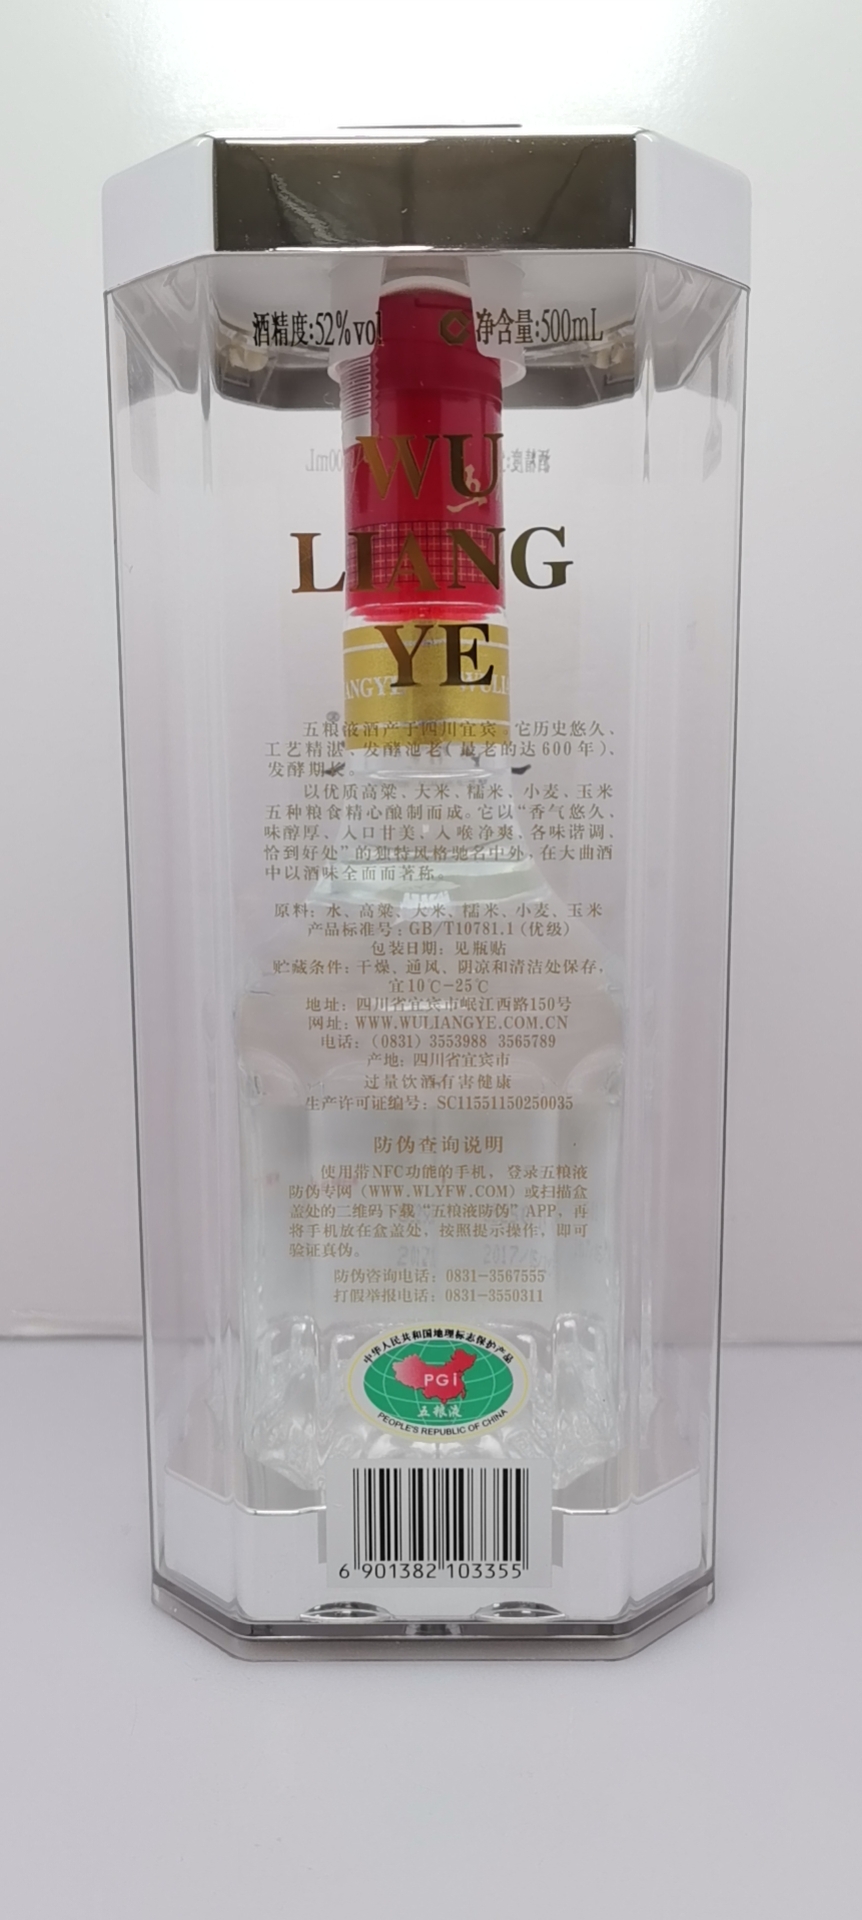 酒精度:52%vol 净含量:500mL
WU
LIANG
YE
五粮液酒产于四川宜宾。它历史悠久、
工艺精湛、发酵池老(最老的达600年)、
发酵期长。
以优质高粱、大米、糯米、小麦、玉米
五种粮食精心酿制而成。它以“香气悠久、
味醇厚、入口甘美、入喉净爽、各味谐调、
恰到好处”的独特风格驰名中外,在大曲酒
中以酒味全面而著称。
原料: 水、高粱、大米、糯米、小麦、玉米
产品标准号: GB/T10781.1(优级)
包装日期: 见瓶贴
贮藏条件: 干燥、通风、阴凉和清洁处保存,
宜10℃-25℃
地址: 四川省宜宾市岷江西路150号
网址: WWW.WULIANGYE.COM.CN
电话: (0831) 3553988 3565789
产地: 四川省宜宾市
过量饮酒有害健康
生产许可证编号: SC11551150250035
防伪查询说明
使用带NFC功能的手机, 登录五粮液
防伪专网(WWW.WLYFW.COM)或扫描盒
盖处的二维码下载“五粮液防伪”APP,再
将手机放在盒盖处,按照提示操作,即可
验证真伪。
防伪咨询电话: 0831-3567555
打假举报电话: 0831-3550311
中华人民共和国地理标志保护产品
PGI
五粮液
PEOPLE'S REPUBLIC OF CHINA
6 901382 103355